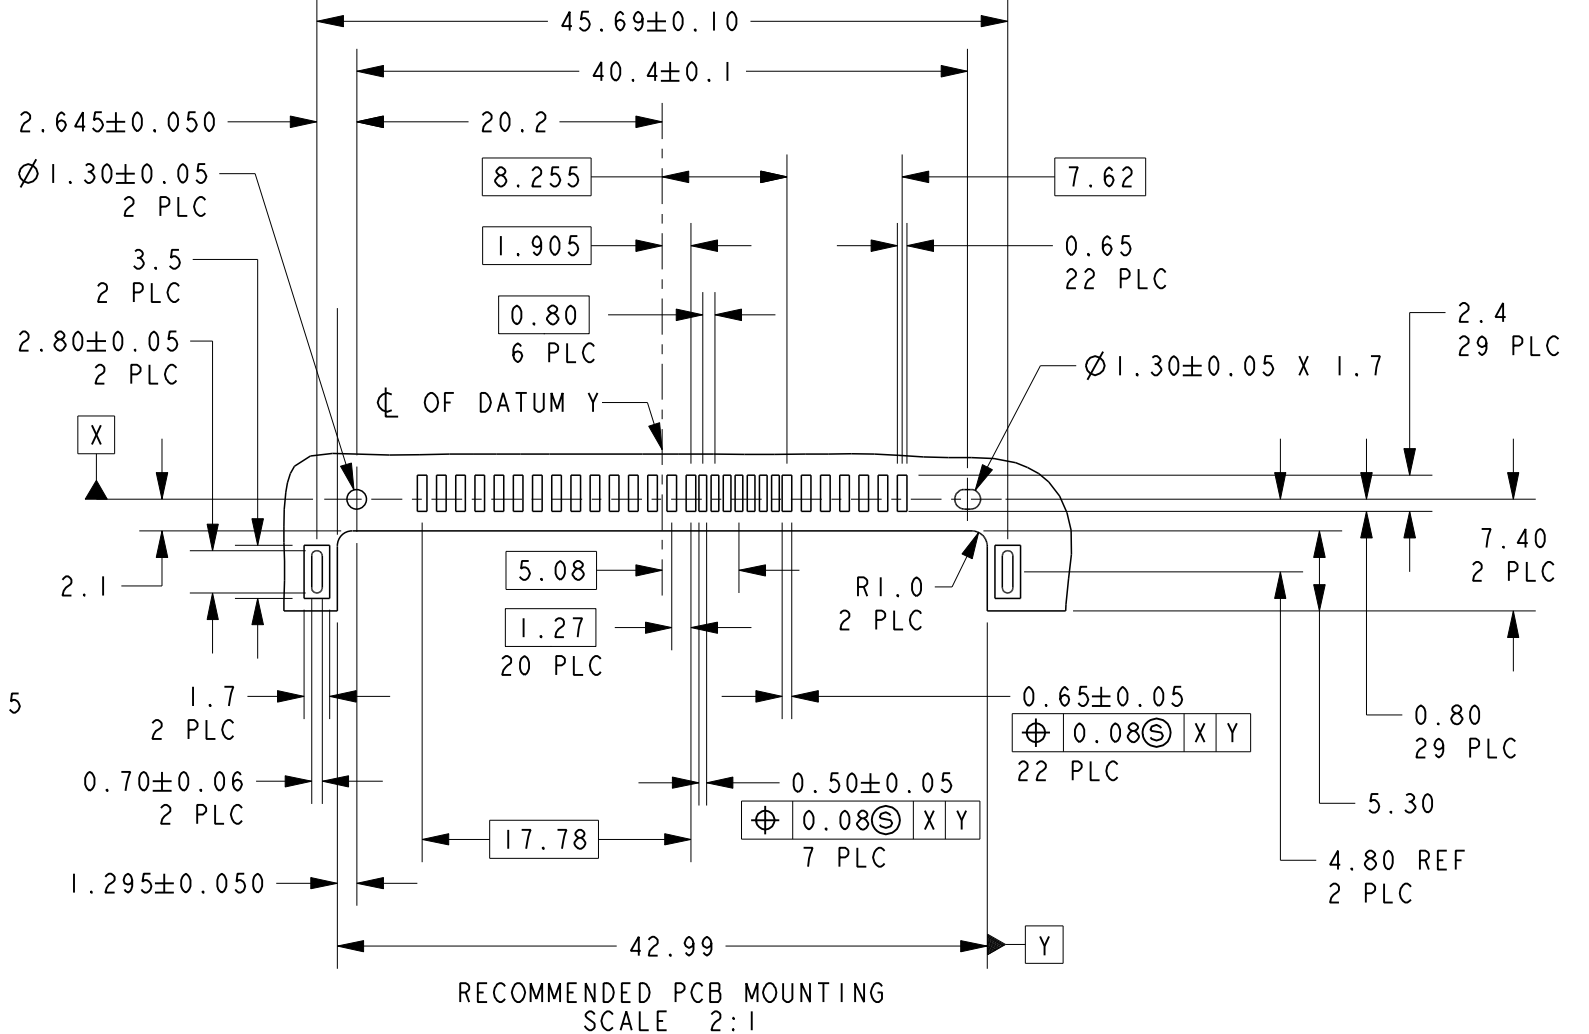 45.69±0.10
40.4±0.1
2.645±0.050
20.2
Ø1.30±0.05
2 PLC
8.255
7.62
1.905
0.65
22 PLC
3.5
2 PLC
0.80
6 PLC
2.4
29 PLC
2.80±0.05
2 PLC
Ø1.30±0.05 X 1.7
℄ OF DATUM Y
X
2.1
5.08
R1.0
2 PLC
7.40
2 PLC
1.27
20 PLC
5
1.7
2 PLC
0.65±0.05
⌖ 0.08Ⓢ X Y
22 PLC
0.80
29 PLC
0.70±0.06
2 PLC
0.50±0.05
⌖ 0.08Ⓢ X Y
7 PLC
5.30
17.78
4.80 REF
2 PLC
1.295±0.050
42.99
Y
RECOMMENDED PCB MOUNTING
SCALE 2:1